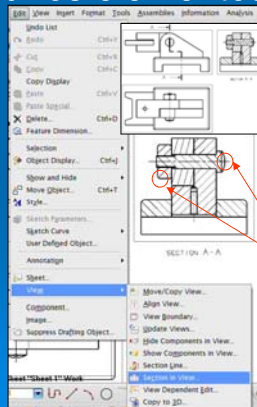 Edit View Insert Format Tools Assemblies Information Analysis
Undo List
Redo Ctrl+Y
Cut Ctrl+X
Copy Ctrl+C
Copy Display
Paste Ctrl+V
Paste Special...
Delete... Ctrl+D
Feature Dimension...
Selection
Object Display... Ctrl+J
Show and Hide
Move Object... Ctrl+T
Style...
Sketch Parameters...
Sketch Curve
User Defined Object...
Annotation
Sheet...
View
Component...
Image...
Suppress Drafting Object...
Move/Copy View...
Align View...
View Boundary...
Update Views...
Hide Components in View...
Show Components in View...
Section Line...
Section in View...
View Dependent Edit...
Copy to 3D...
SECTION A - A
Sheet "Sheet 1" Work